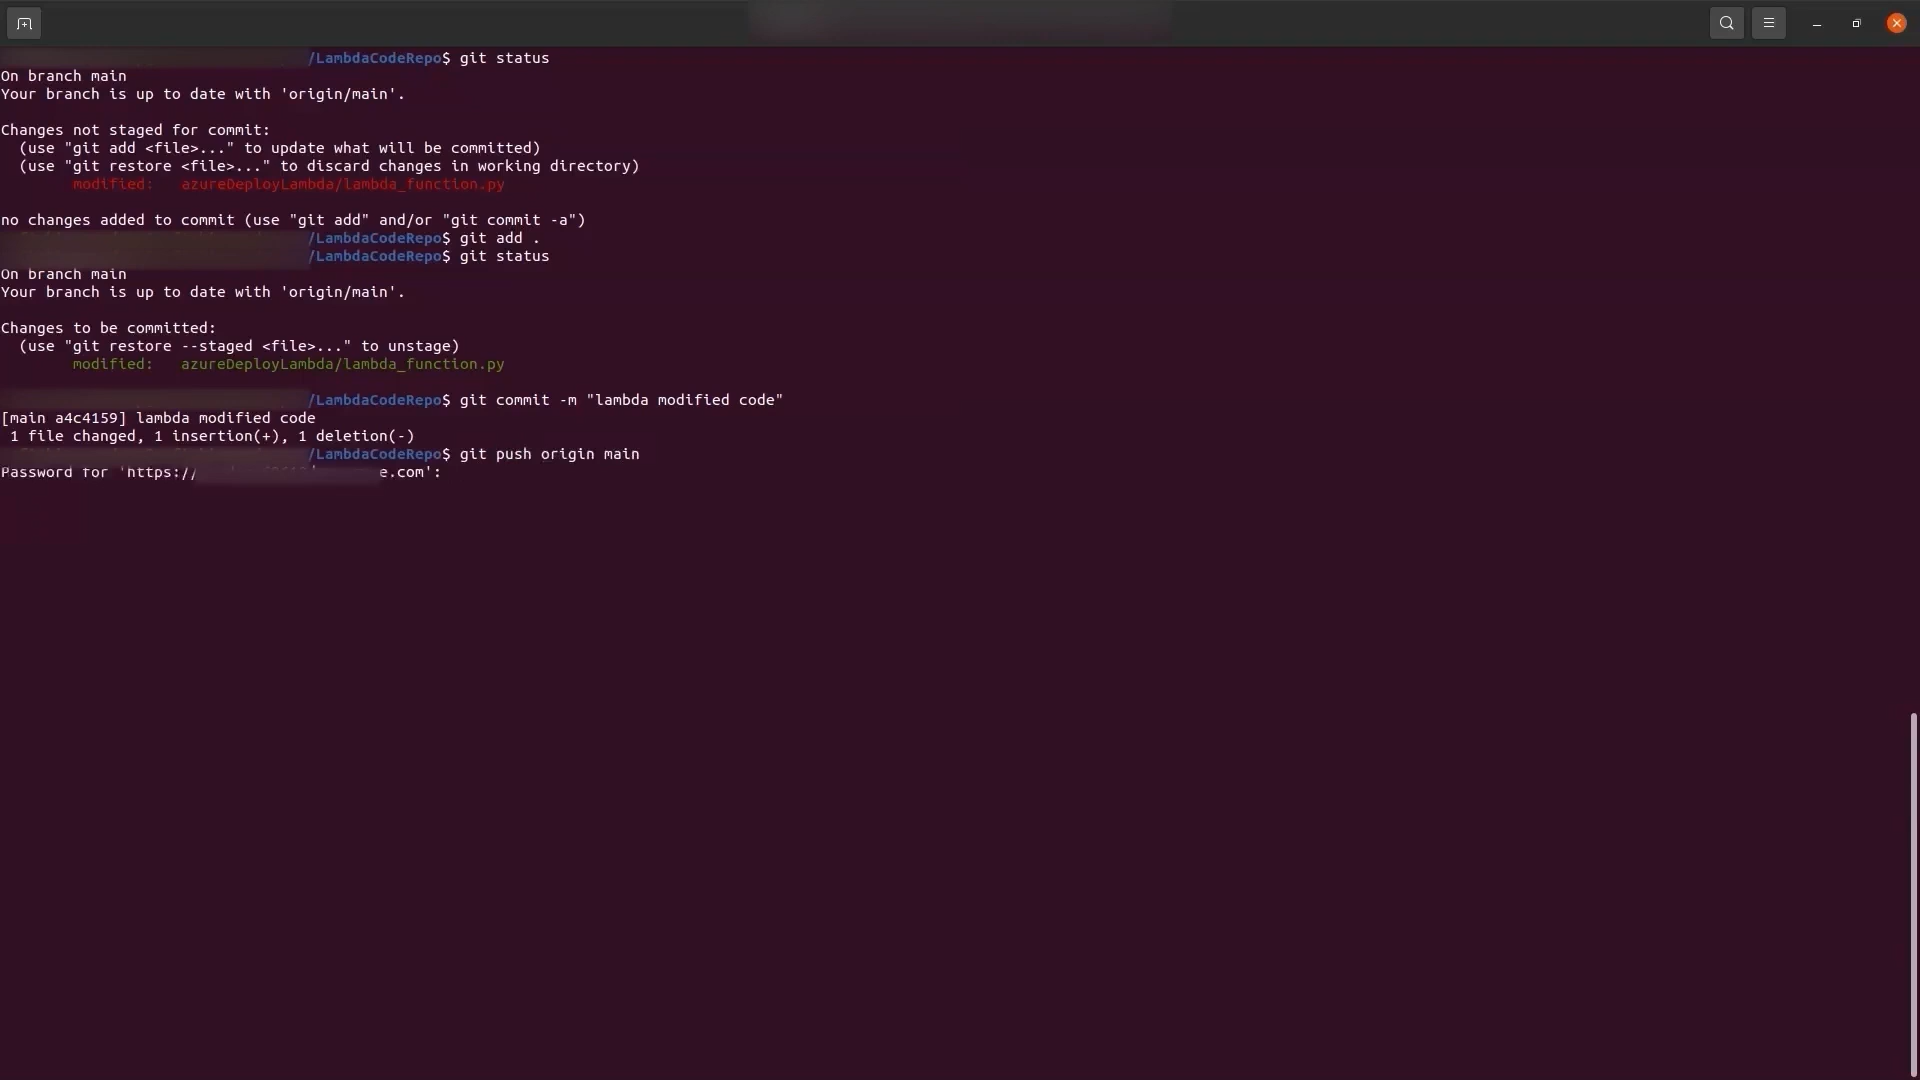 /LambdaCodeRepo$ git status
On branch main
Your branch is up to date with 'origin/main'.
Changes not staged for commit:
(use "git add <file>..." to update what will be committed)
(use "git restore <file>..." to discard changes in working directory)
modified: azureDeployLambda/lambda_function.py
no changes added to commit (use "git add" and/or "git commit -a")
/LambdaCodeRepo$ git add .
/LambdaCodeRepo$ git status
On branch main
Your branch is up to date with 'origin/main'.
Changes to be committed:
(use "git restore --staged <file>..." to unstage)
modified: azureDeployLambda/lambda_function.py
/LambdaCodeRepo$ git commit -m "lambda modified code"
[main a4c4159] lambda modified code
1 file changed, 1 insertion(+), 1 deletion(-)
/LambdaCodeRepo$ git push origin main
Password for 'https:// e.com':